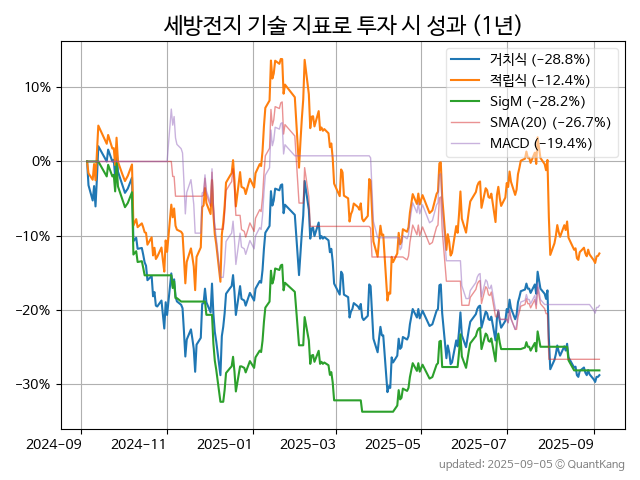 세방전지 기술 지표로 투자 시 성과 (1년)
거치식 (−28.8%)
적립식 (−12.4%)
SigM (−28.2%)
SMA(20) (−26.7%)
MACD (−19.4%)
10%
0%
−10%
−20%
−30%
2024-09 2024-11 2025-01 2025-03 2025-05 2025-07 2025-09
updated: 2025-09-05 © QuantKang